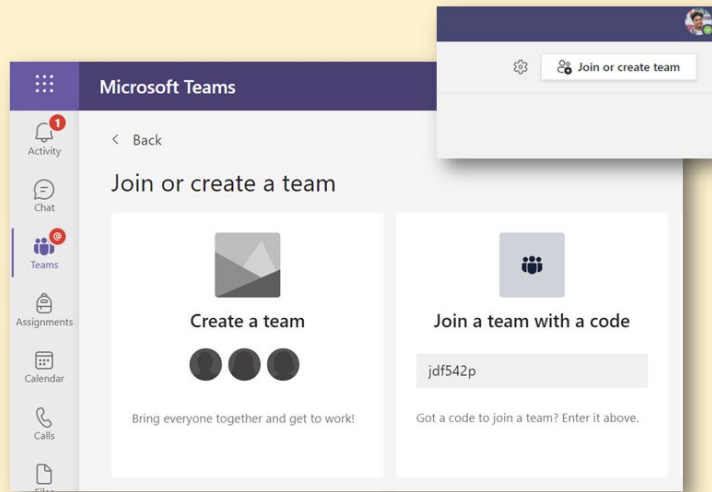 Join or create team
Microsoft Teams
1
Activity
Back
Join or create a team
Chat
@
Teams
Create a team
Join a team with a code
Assignments
jdf542p
Calendar
Bring everyone together and get to work!
Got a code to join a team? Enter it above.
Calls
Files